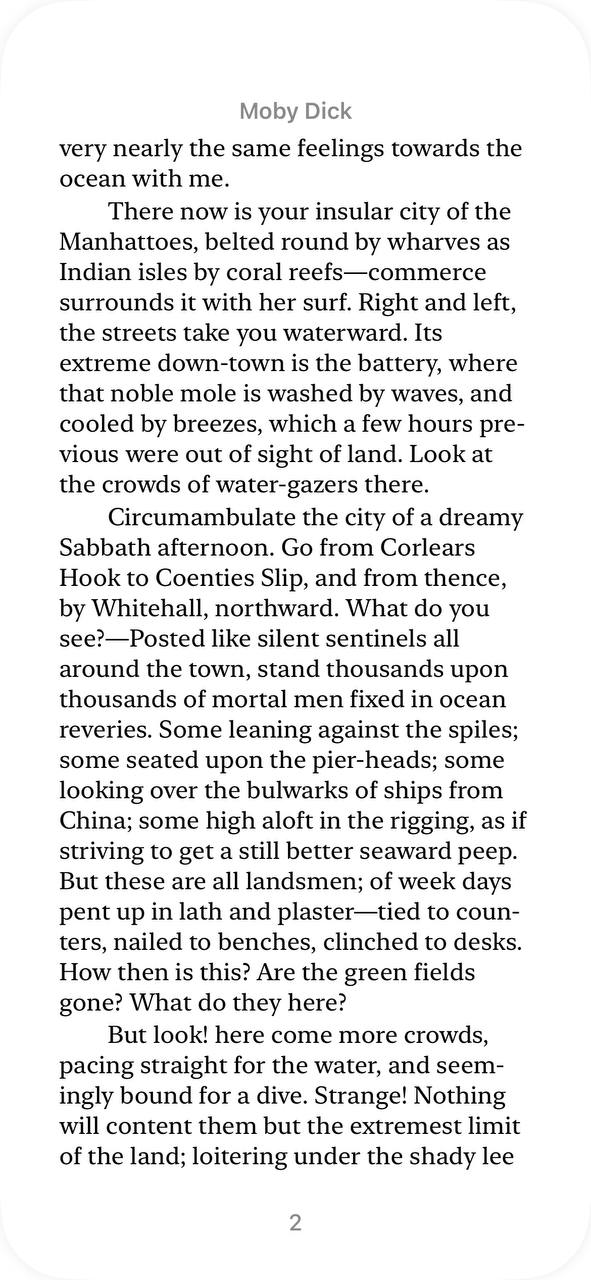 Moby Dick
very nearly the same feelings towards the
ocean with me.
There now is your insular city of the
Manhattoes, belted round by wharves as
Indian isles by coral reefs—commerce
surrounds it with her surf. Right and left,
the streets take you waterward. Its
extreme down-town is the battery, where
that noble mole is washed by waves, and
cooled by breezes, which a few hours pre-
vious were out of sight of land. Look at
the crowds of water-gazers there.
Circumambulate the city of a dreamy
Sabbath afternoon. Go from Corlears
Hook to Coenties Slip, and from thence,
by Whitehall, northward. What do you
see?—Posted like silent sentinels all
around the town, stand thousands upon
thousands of mortal men fixed in ocean
reveries. Some leaning against the spiles;
some seated upon the pier-heads; some
looking over the bulwarks of ships from
China; some high aloft in the rigging, as if
striving to get a still better seaward peep.
But these are all landsmen; of week days
pent up in lath and plaster—tied to coun-
ters, nailed to benches, clinched to desks.
How then is this? Are the green fields
gone? What do they here?
But look! here come more crowds,
pacing straight for the water, and seem-
ingly bound for a dive. Strange! Nothing
will content them but the extremest limit
of the land; loitering under the shady lee
2